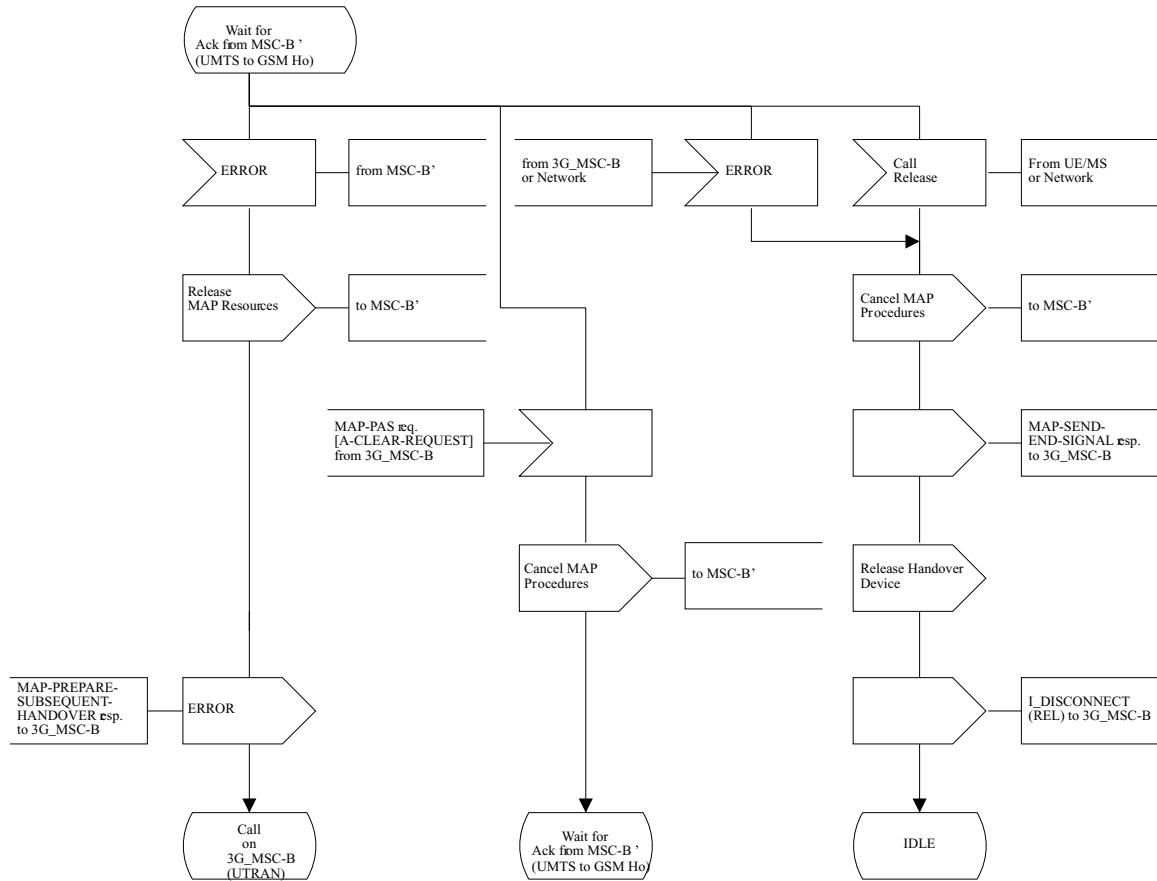 Wait for
Ack from MSC-B ’
(UMTS to GSM Ho)
ERROR
from MSC-B’
from 3G_MSC-B
or Network
ERROR
Call
Release
From UE/MS
or Network
Release
MAP Resources
to MSC-B’
Cancel MAP
Procedures
to MSC-B’
MAP-PAS req.
[A-CLEAR-REQUEST]
from 3G_MSC-B
MAP-SEND-
END-SIGNAL resp.
to 3G_MSC-B
Cancel MAP
Procedures
to MSC-B’
Release Handover
Device
MAP-PREPARE-
SUBSEQUENT-
HANDOVER resp.
to 3G_MSC-B
ERROR
I_DISCONNECT
(REL) to 3G_MSC-B
Call
on
3G_MSC-B
(UTRAN)
Wait for
Ack from MSC-B ’
(UMTS to GSM Ho)
IDLE